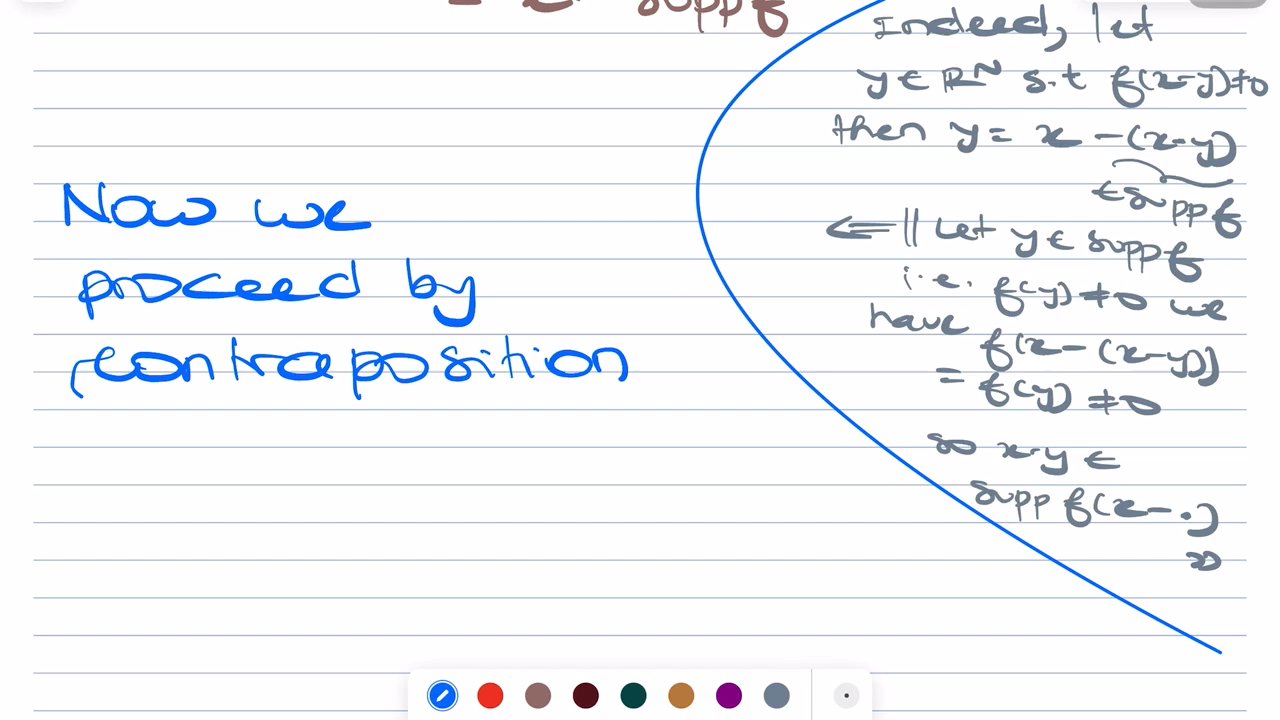 = x - supp f
Indeed, let
y ∈ ℝᴺ s.t f(x-y)≠0
then y = x -(x-y)
∈ supp f
⇐ || Let y ∈ supp f
i.e. f(y) ≠ 0 we
have f(x-(x-y))
= f(y) ≠ 0
so x-y ∈
supp f(x-·)
Now we
proceed by
contraposition